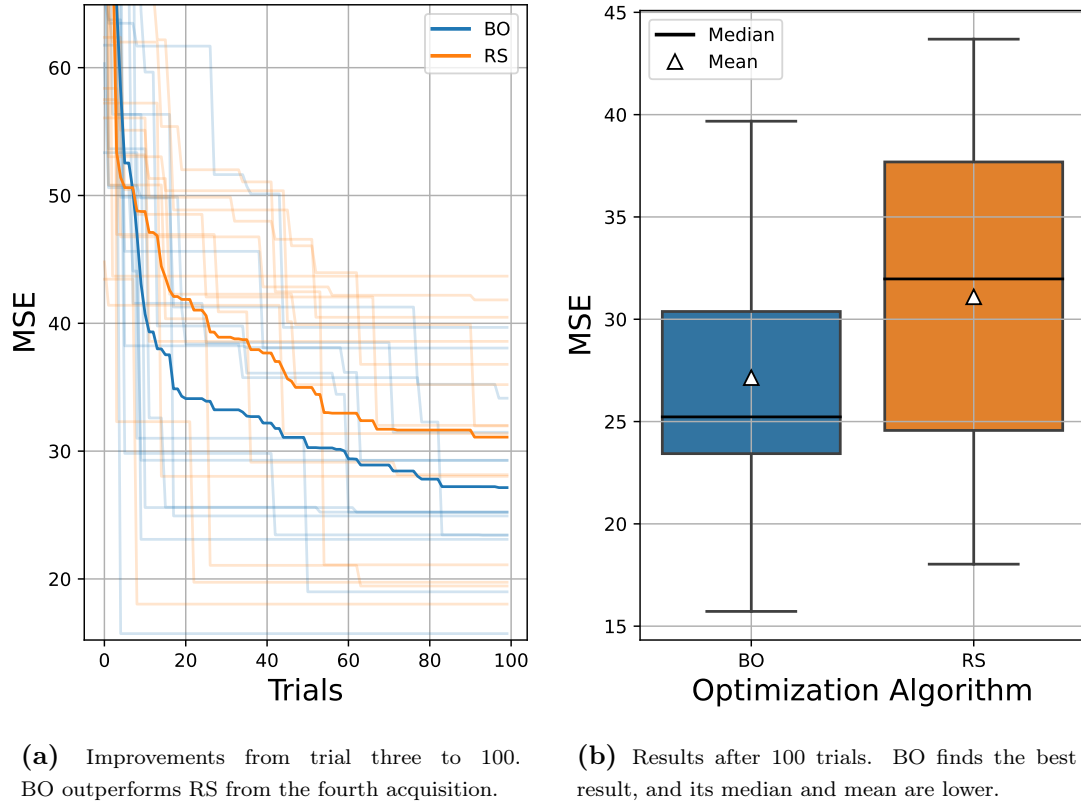 BO
RS
60
50
40
30
20
MSE
0
20
40
60
80
100
Trials
Median
Mean
45
40
35
30
25
20
15
MSE
BO
RS
Optimization Algorithm
(a) Improvements from trial three to 100.
BO outperforms RS from the fourth acquisition.
(b) Results after 100 trials. BO finds the best
result, and its median and mean are lower.